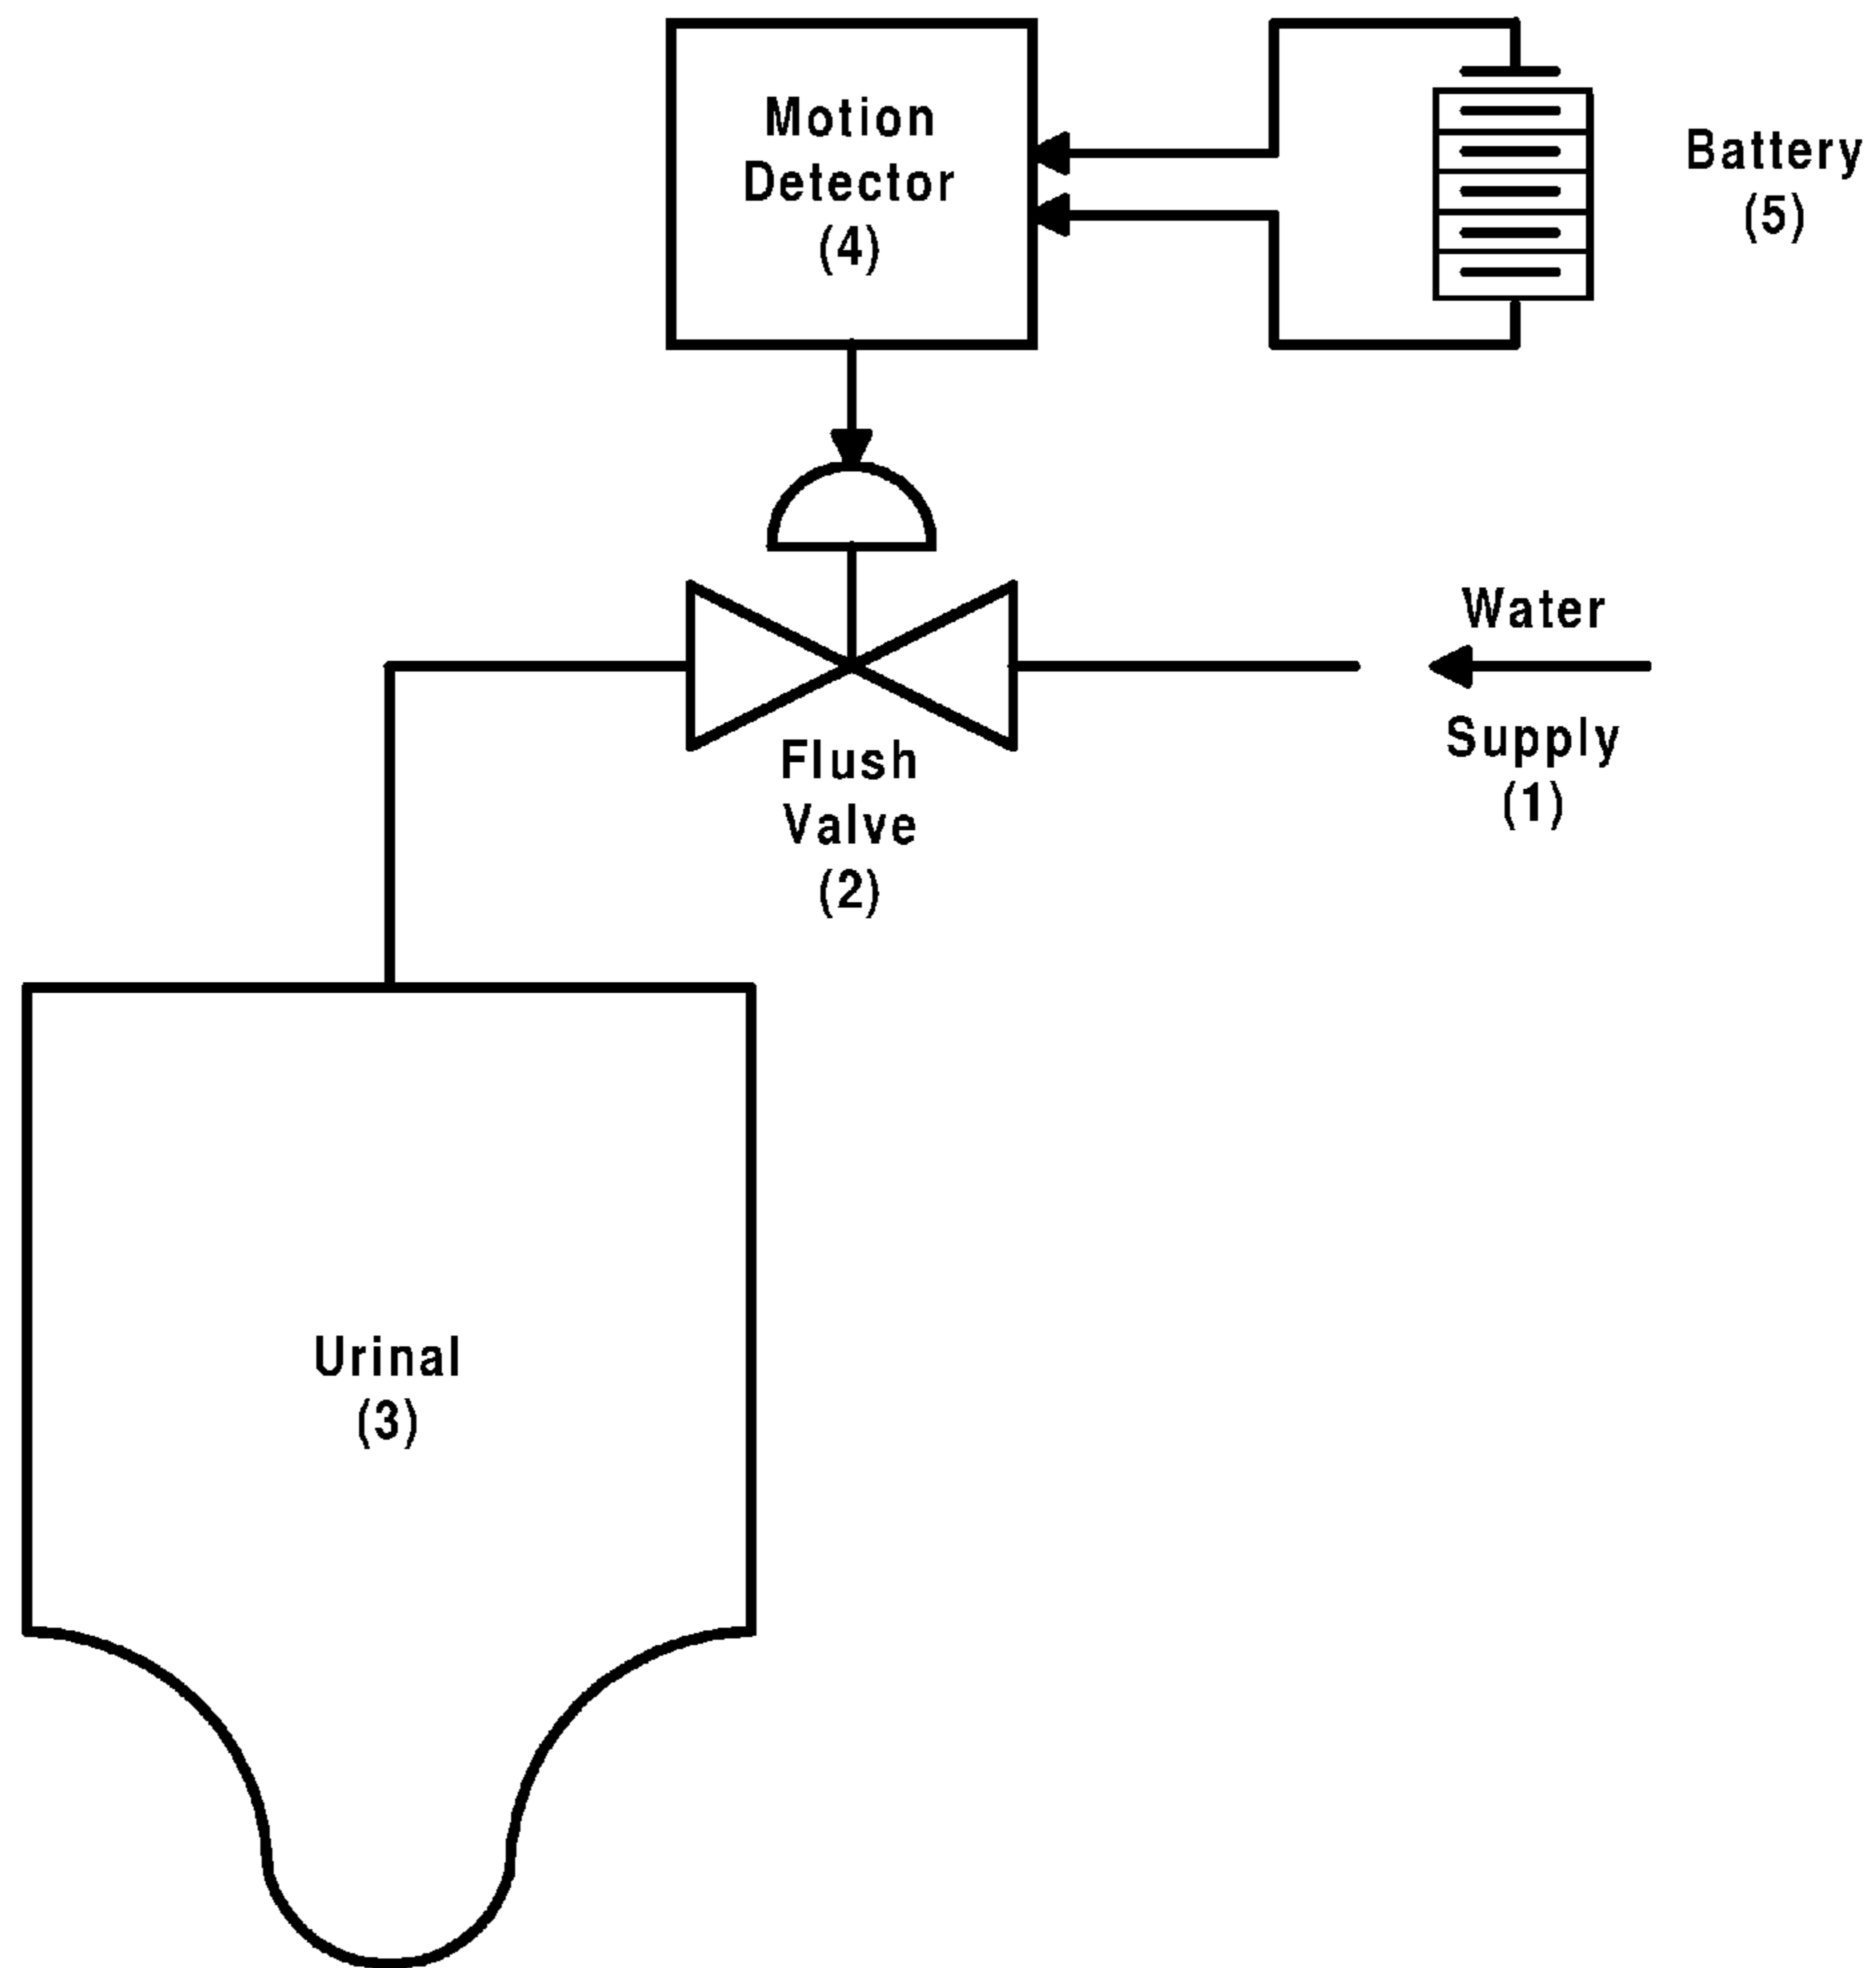 Motion
Detector
(4)
Battery
(5)
Water
Supply
(1)
Flush
Valve
(2)
Urinal
(3)